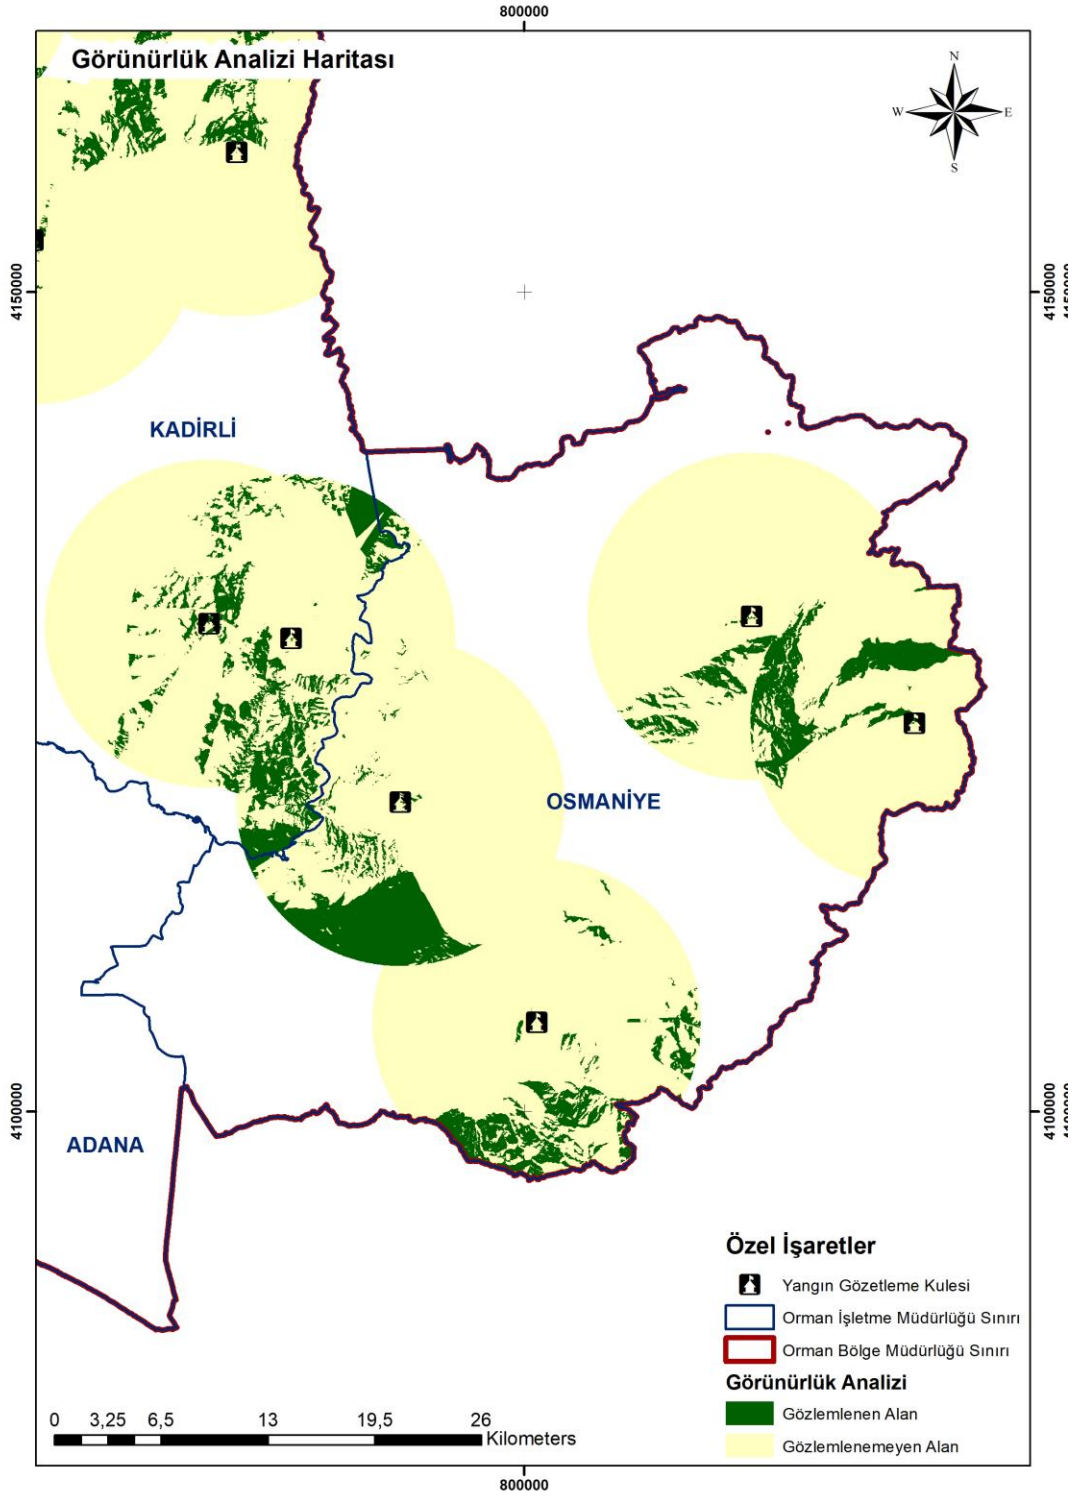 800000
Görünürlük Analizi Haritası
N
W
E
S
4150000
4150000
KADİRLİ
OSMANİYE
4100000
4100000
ADANA
Özel İşaretler
Yangın Gözetleme Kulesi
Orman İşletme Müdürlüğü Sınırı
Orman Bölge Müdürlüğü Sınırı
Görünürlük Analizi
Gözlemlenen Alan
Gözlemlenemeyen Alan
0 3,25 6,5 13 19,5 26
Kilometers
800000